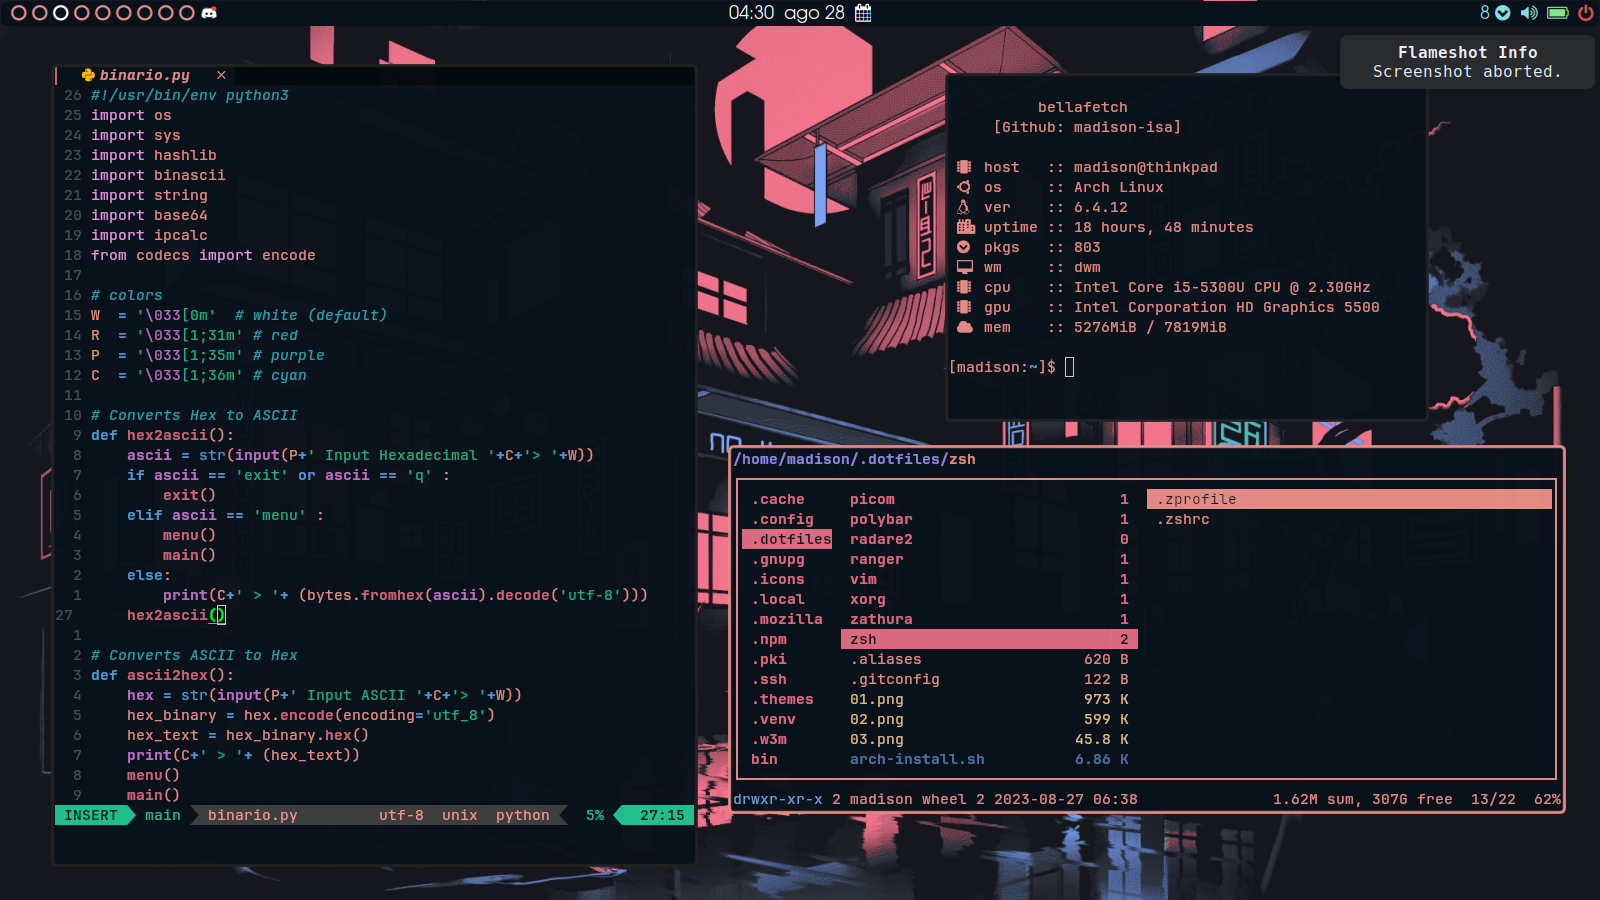 04:30 ago 28
8
Flameshot Info
Screenshot aborted.
binario.py ×
26 #!/usr/bin/env python3
25 import os
24 import sys
23 import hashlib
22 import binascii
21 import string
20 import base64
19 import ipcalc
18 from codecs import encode
17
16 # colors
15 W  = '\033[0m'  # white (default)
14 R  = '\033[1;31m' # red
13 P  = '\033[1;35m' # purple
12 C  = '\033[1;36m' # cyan
11
10 # Converts Hex to ASCII
9 def hex2ascii():
8     ascii = str(input(P+' Input Hexadecimal '+C+'> '+W))
7     if ascii == 'exit' or ascii == 'q' :
6         exit()
5     elif ascii == 'menu' :
4         menu()
3         main()
2     else:
1         print(C+' > '+ (bytes.fromhex(ascii).decode('utf-8')))
27     hex2ascii()
1
2 # Converts ASCII to Hex
3 def ascii2hex():
4     hex = str(input(P+' Input ASCII '+C+'> '+W))
5     hex_binary = hex.encode(encoding='utf_8')
6     hex_text = hex_binary.hex()
7     print(C+' > '+ (hex_text))
8     menu()
9     main()
INSERT main binario.py utf-8 unix python 5% 27:15
bellafetch
[Github: madison-isa]
host :: madison@thinkpad
os :: Arch Linux
ver :: 6.4.12
uptime :: 18 hours, 48 minutes
pkgs :: 803
wm :: dwm
cpu :: Intel Core i5-5300U CPU @ 2.30GHz
gpu :: Intel Corporation HD Graphics 5500
mem :: 5276MiB / 7819MiB
[madison:~]$
/home/madison/.dotfiles/zsh
.cache picom 1 .zprofile
.config polybar 1 .zshrc
.dotfiles radare2 0
.gnupg ranger 1
.icons vim 1
.local xorg 1
.mozilla zathura 1
.npm zsh 2
.pki .aliases 620 B
.ssh .gitconfig 122 B
.themes 01.png 973 K
.venv 02.png 599 K
.w3m 03.png 45.8 K
bin arch-install.sh 6.86 K
drwxr-xr-x 2 madison wheel 2 2023-08-27 06:38 1.62M sum, 307G free 13/22 62%